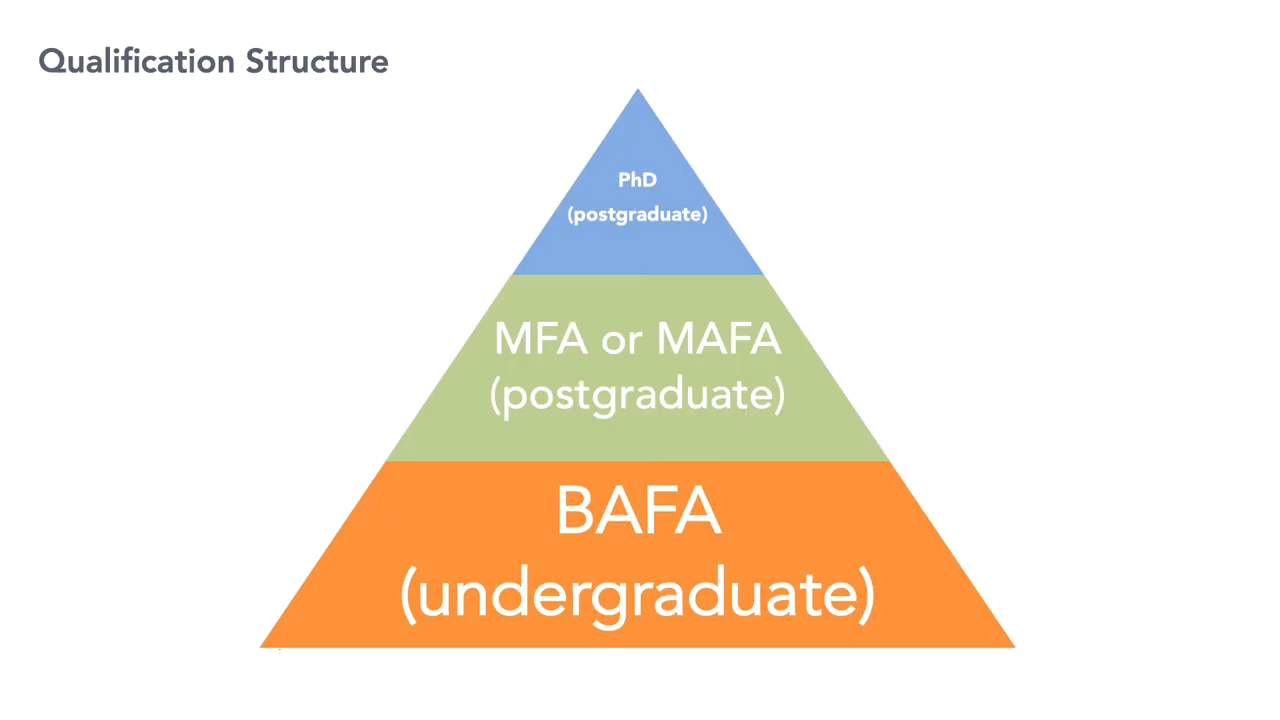 Qualification Structure
PhD
(postgraduate)
MFA or MAFA
(postgraduate)
BAFA
(undergraduate)